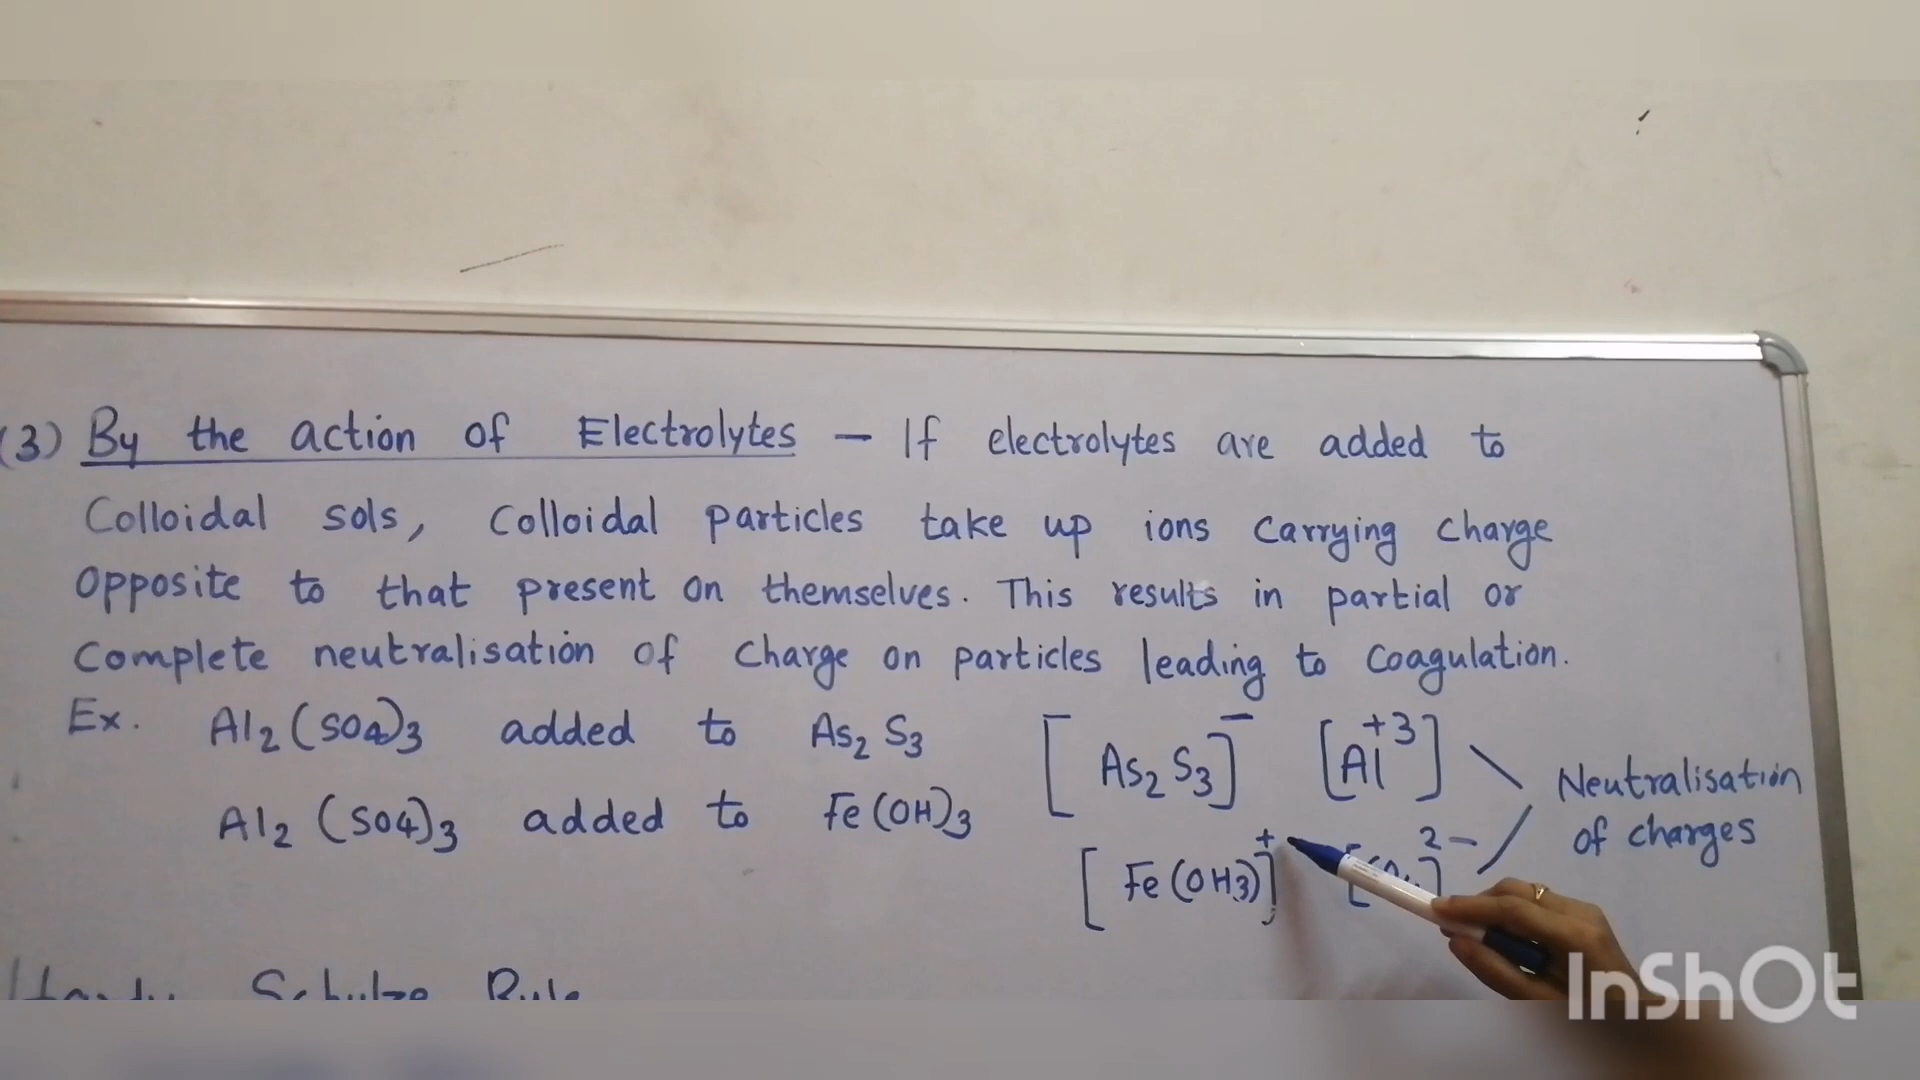 (3) By the action of Electrolytes — If electrolytes are added to
Colloidal sols, Colloidal particles take up ions carrying charge
opposite to that present on themselves. This results in partial or
Complete neutralisation of charge on particles leading to coagulation.
Ex. Al2(SO4)3 added to As2S3 [As2S3]⁻ [Al⁺³]
Al2(SO4)3 added to Fe(OH)3 [Fe(OH3)]⁺
Neutralisation
of charges
Schulze Rule
InShOt